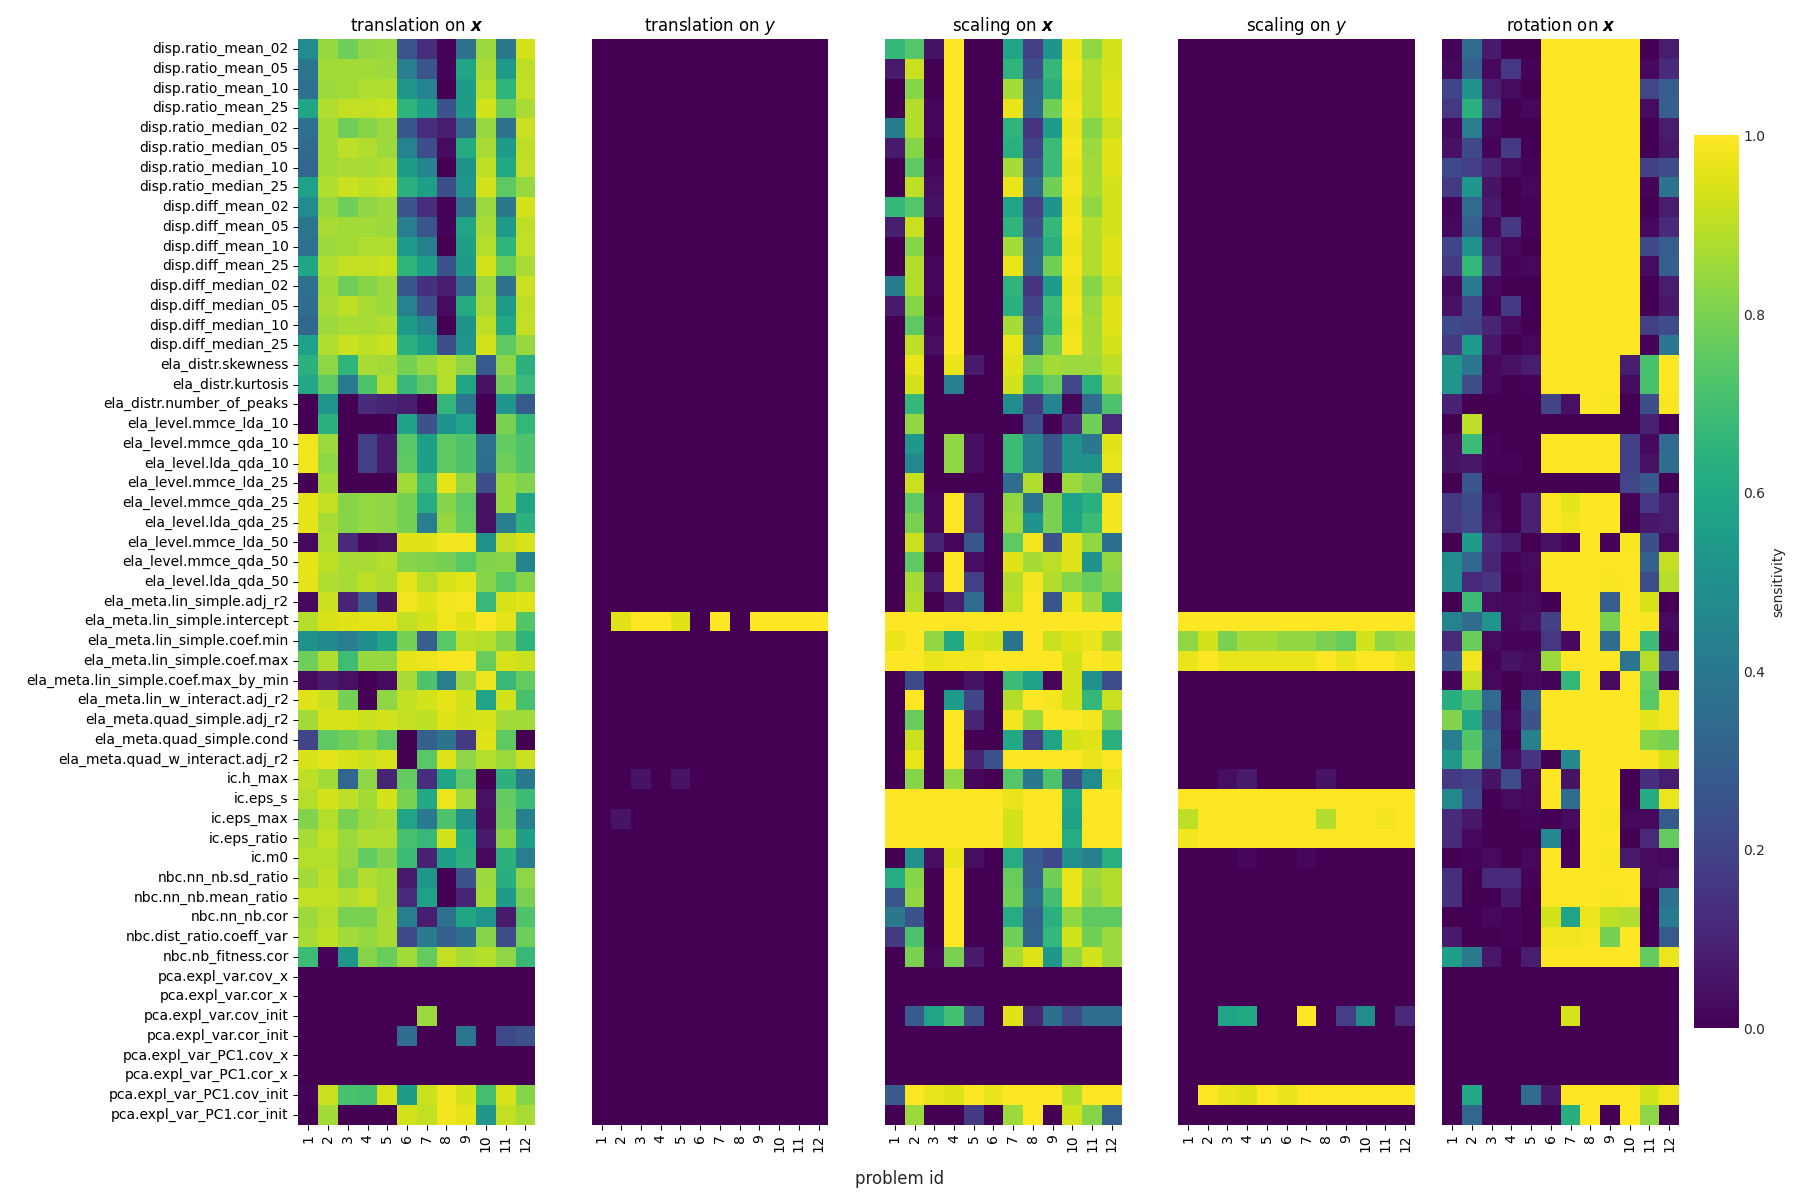 translation on x
translation on y
scaling on x
scaling on y
rotation on x
disp.ratio_mean_02
disp.ratio_mean_05
disp.ratio_mean_10
disp.ratio_mean_25
disp.ratio_median_02
disp.ratio_median_05
disp.ratio_median_10
disp.ratio_median_25
disp.diff_mean_02
disp.diff_mean_05
disp.diff_mean_10
disp.diff_mean_25
disp.diff_median_02
disp.diff_median_05
disp.diff_median_10
disp.diff_median_25
ela_distr.skewness
ela_distr.kurtosis
ela_distr.number_of_peaks
ela_level.mmce_lda_10
ela_level.mmce_qda_10
ela_level.lda_qda_10
ela_level.mmce_lda_25
ela_level.mmce_qda_25
ela_level.lda_qda_25
ela_level.mmce_lda_50
ela_level.mmce_qda_50
ela_level.lda_qda_50
ela_meta.lin_simple.adj_r2
ela_meta.lin_simple.intercept
ela_meta.lin_simple.coef.min
ela_meta.lin_simple.coef.max
ela_meta.lin_simple.coef.max_by_min
ela_meta.lin_w_interact.adj_r2
ela_meta.quad_simple.adj_r2
ela_meta.quad_simple.cond
ela_meta.quad_w_interact.adj_r2
ic.h_max
ic.eps_s
ic.eps_max
ic.eps_ratio
ic.m0
nbc.nn_nb.sd_ratio
nbc.nn_nb.mean_ratio
nbc.nn_nb.cor
nbc.dist_ratio.coeff_var
nbc.nb_fitness.cor
pca.expl_var.cov_x
pca.expl_var.cor_x
pca.expl_var.cov_init
pca.expl_var.cor_init
pca.expl_var_PC1.cov_x
pca.expl_var_PC1.cor_x
pca.expl_var_PC1.cov_init
pca.expl_var_PC1.cor_init
1 2 3 4 5 6 7 8 9 10 11 12
1 2 3 4 5 6 7 8 9 10 11 12
1 2 3 4 5 6 7 8 9 10 11 12
1 2 3 4 5 6 7 8 9 10 11 12
1 2 3 4 5 6 7 8 9 10 11 12
problem id
1.0
0.8
0.6
0.4
0.2
0.0
sensitivity